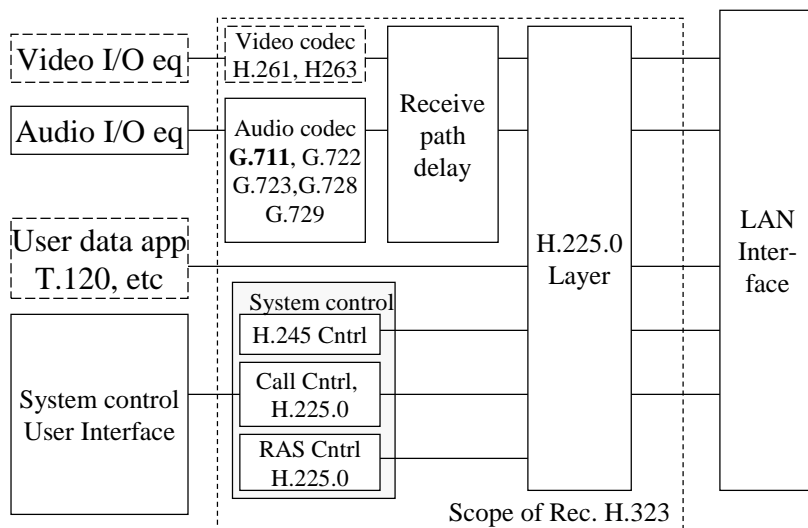 Video I/O eq
Video codec
H.261, H263
Audio I/O eq
Audio codec
G.711, G.722
G.723,G.728
G.729
Receive
path
delay
User data app
T.120, etc
H.225.0
Layer
LAN
Inter-
face
System control
H.245 Cntrl
Call Cntrl,
H.225.0
RAS Cntrl
H.225.0
System control
User Interface
Scope of Rec. H.323